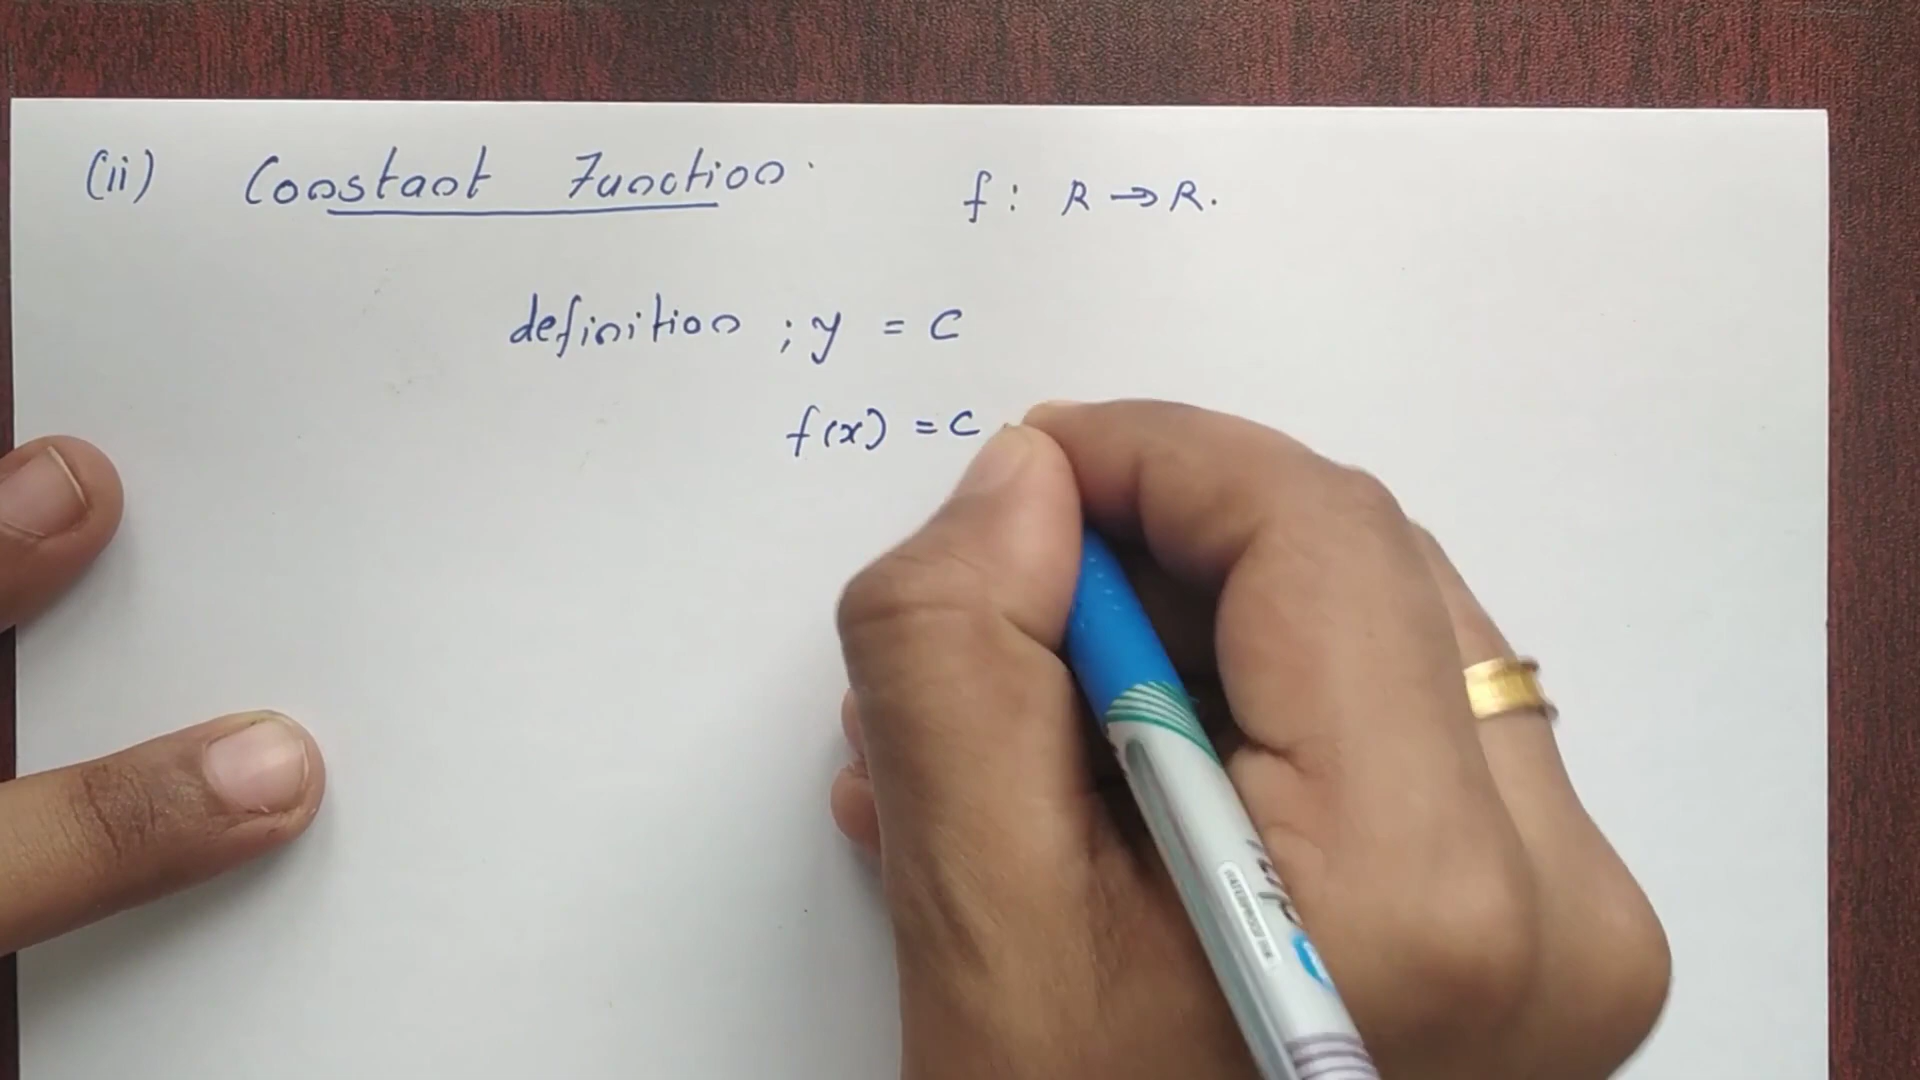 (ii) Constant Function. f: R → R.
definition ; y = c
f(x) = c